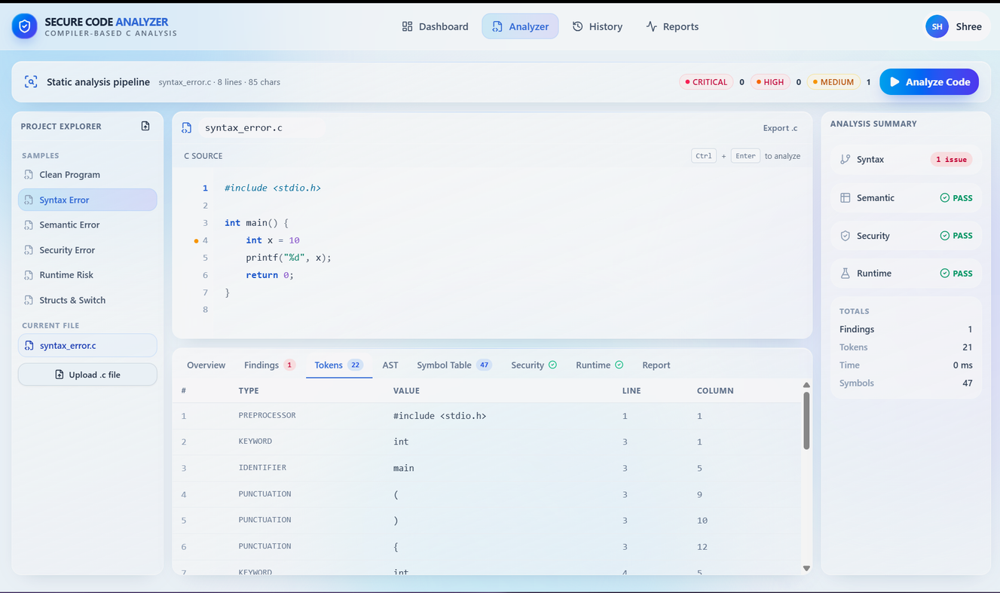 SECURE CODE ANALYZER
COMPILER-BASED C ANALYSIS
Dashboard
Analyzer
History
Reports
SH
Shree
Static analysis pipeline syntax_error.c · 8 lines · 85 chars
CRITICAL 0 HIGH 0 MEDIUM 1
Analyze Code
PROJECT EXPLORER
SAMPLES
Clean Program
Syntax Error
Semantic Error
Security Error
Runtime Risk
Structs & Switch
CURRENT FILE
syntax_error.c
Upload .c file
syntax_error.c
Export .c
C SOURCE
Ctrl + Enter to analyze
1 #include <stdio.h>
2
3 int main() {
4     int x = 10
5     printf("%d", x);
6     return 0;
7 }
8
Overview Findings 1 Tokens 22 AST Symbol Table 47 Security Runtime Report
# TYPE VALUE LINE COLUMN
1 PREPROCESSOR #include <stdio.h> 1 1
2 KEYWORD int 3 1
3 IDENTIFIER main 3 5
4 PUNCTUATION ( 3 9
5 PUNCTUATION ) 3 10
6 PUNCTUATION { 3 12
7 KEYWORD int 4 5
ANALYSIS SUMMARY
Syntax 1 issue
Semantic PASS
Security PASS
Runtime PASS
TOTALS
Findings 1
Tokens 21
Time 0 ms
Symbols 47